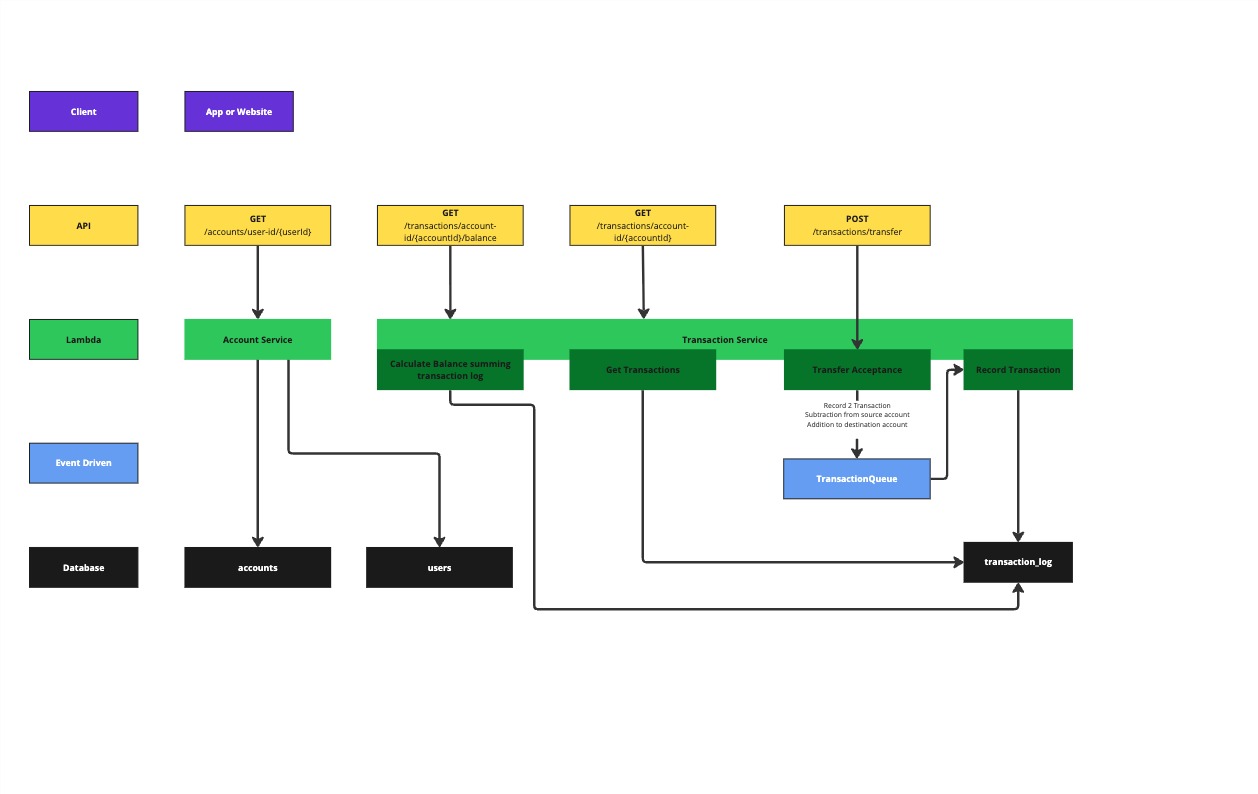 Client
App or Website
API
GET
/accounts/user-id/{userId}
GET
/transactions/account-
id/{accountId}/balance
GET
/transactions/account-
id/{accountId}
POST
/transactions/transfer
Lambda
Account Service
Transaction Service
Calculate Balance summing
transaction log
Get Transactions
Transfer Acceptance
Record Transaction
Record 2 Transaction
Subtraction from source account
Addition to destination account
Event Driven
TransactionQueue
Database
accounts
users
transaction_log